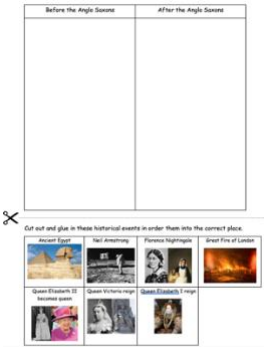 Before the Anglo Saxons
After the Anglo Saxons
Cut out and glue in these historical events in order them into the correct place.
Ancient Egypt
Neil Armstrong
Florence Nightingale
Great Fire of London
Queen Elizabeth II
becomes queen
Queen Victoria reign
Queen Elizabeth I reign